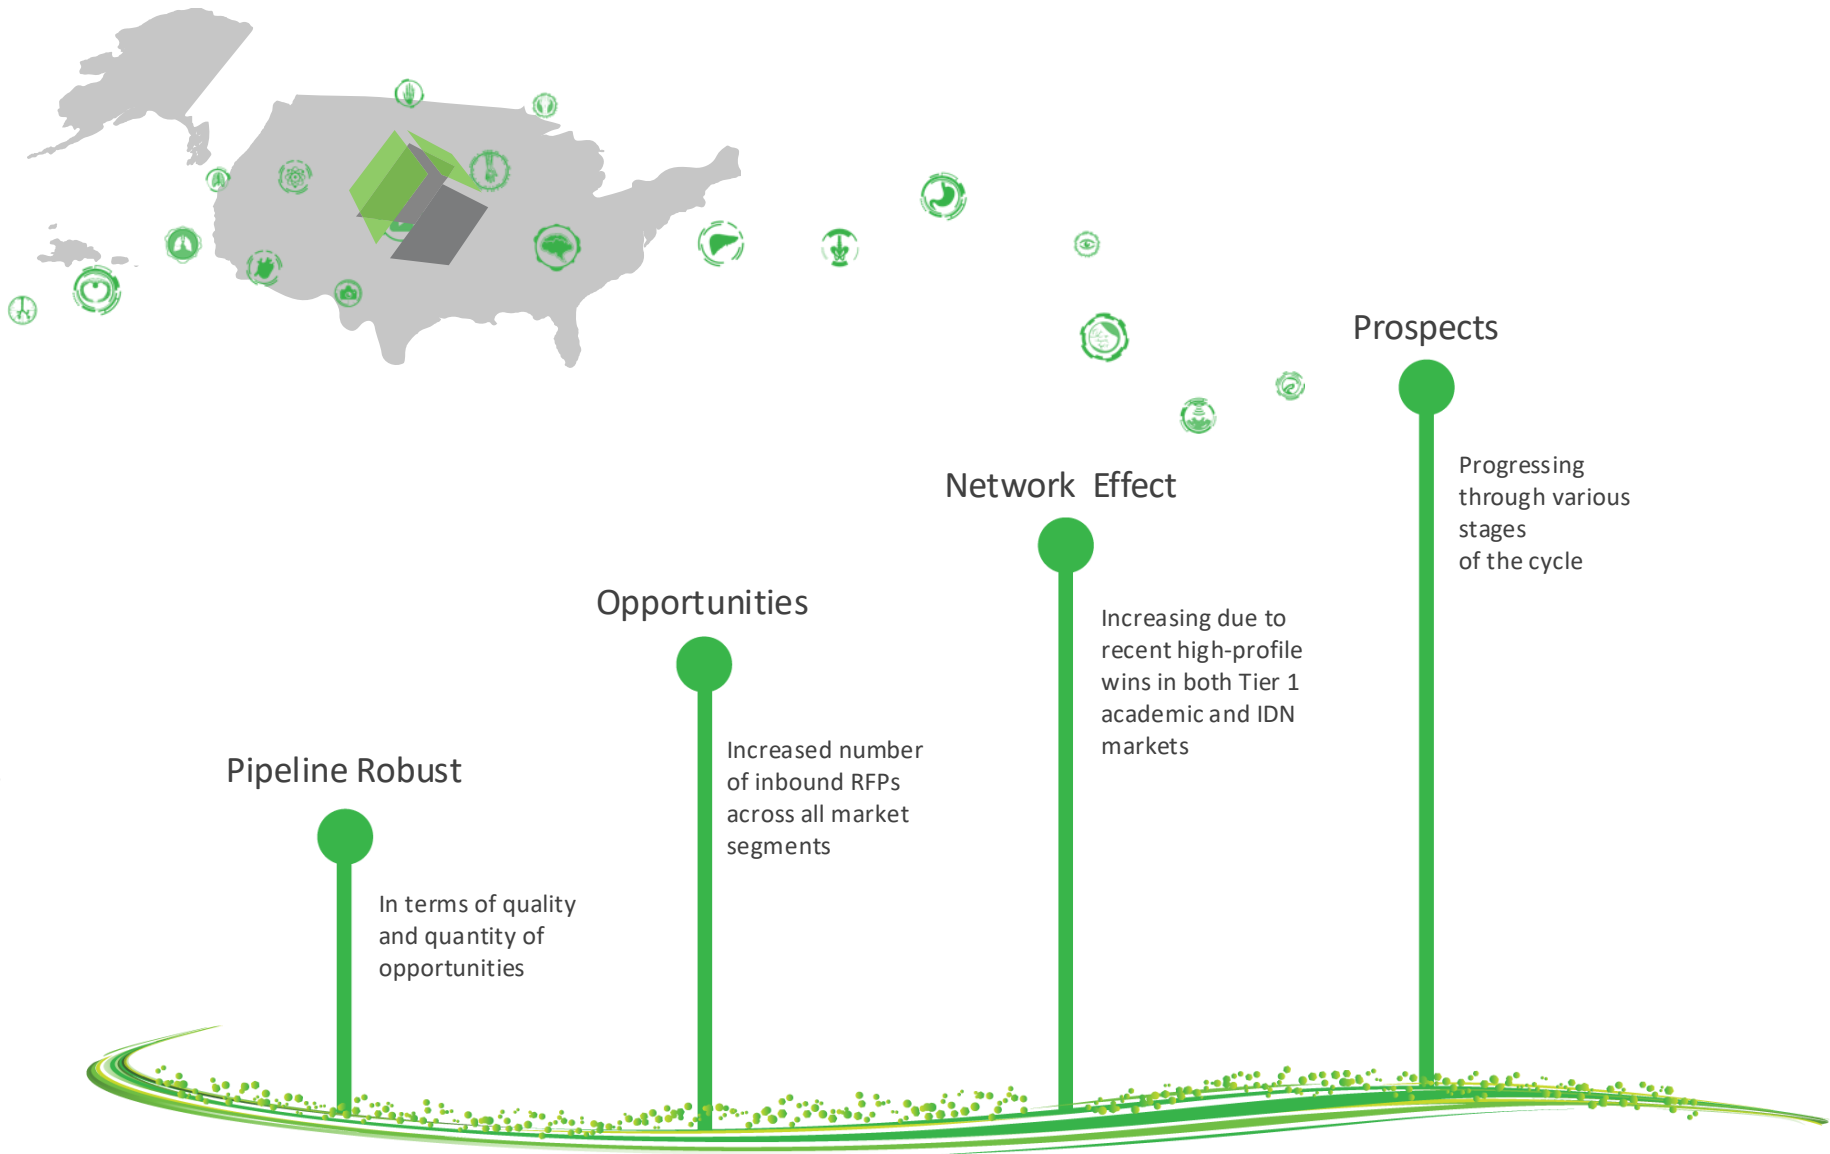 Pipeline Robust
In terms of quality
and quantity of
opportunities
Opportunities
Increased number
of inbound RFPs
across all market
segments
Network Effect
Increasing due to
recent high-profile
wins in both Tier 1
academic and IDN
markets
Prospects
Progressing
through various
stages
of the cycle